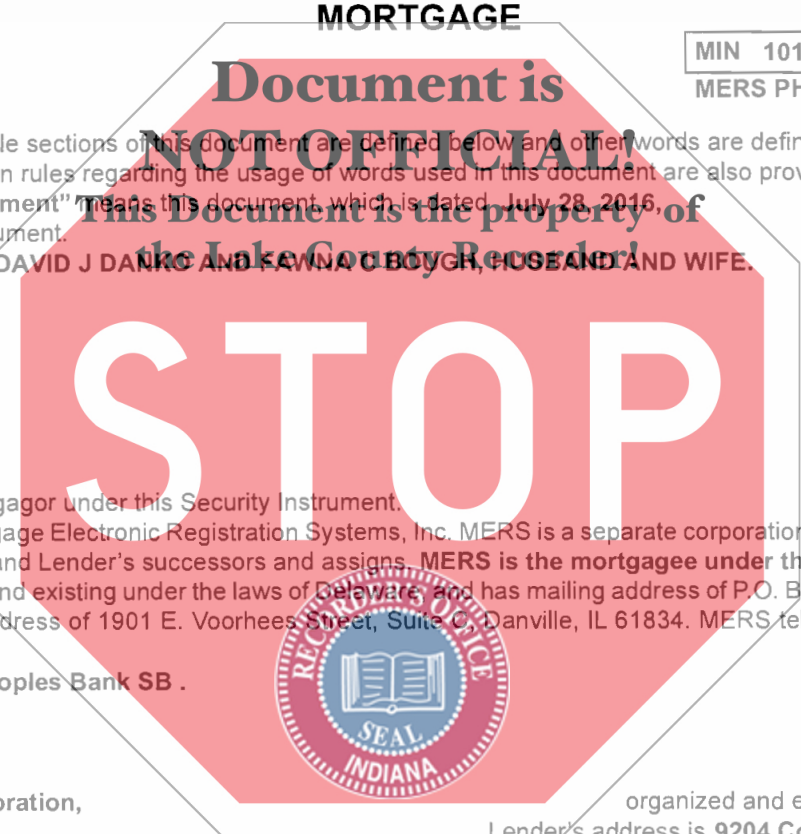 MORTGAGE
MIN 101
MERS PH
Document is
NOT OFFICIAL!
This Document is the property of
the Lake County Recorder!
le sections of this document are defined below and other words are defin
n rules regarding the usage of words used in this document are also prov
ment" means this document, which is dated July 28, 2016,
ument.
DAVID J DANKO AND FAWNA C BOUGH, HUSBAND AND WIFE.
STOP
gagor under this Security Instrument.
gage Electronic Registration Systems, Inc. MERS is a separate corporation
and Lender's successors and assigns. MERS is the mortgagee under th
nd existing under the laws of Delaware, and has mailing address of P.O. B
dress of 1901 E. Voorhees Street, Suite C, Danville, IL 61834. MERS tel
oples Bank SB .
RECORDER'S OFFICE
SEAL
INDIANA
oration,
organized and e
Lender's address is 9204 Co